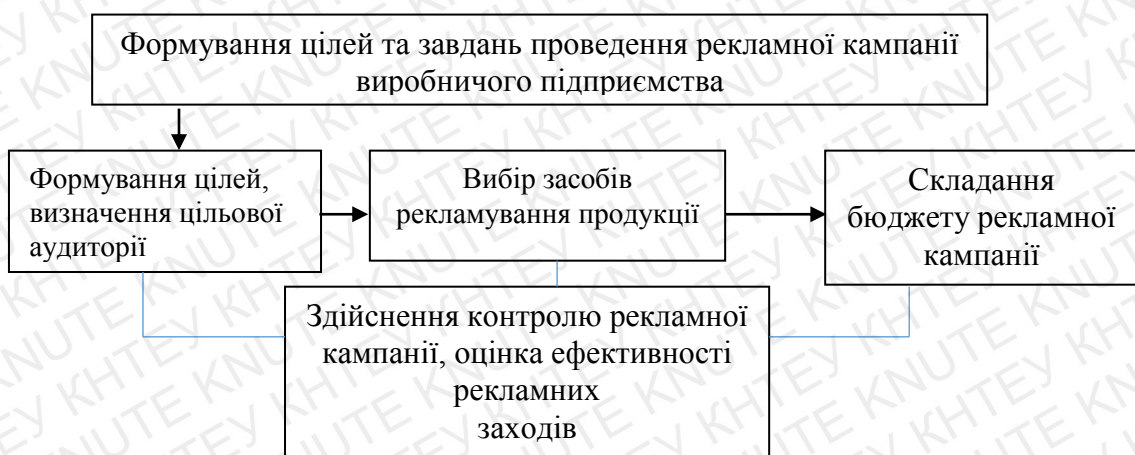 Формування цілей та завдань проведення рекламної кампанії
виробничого підприємства
Формування цілей,
визначення цільової
аудиторії
Вибір засобів
рекламування продукції
Складання
бюджету рекламної
кампанії
Здійснення контролю рекламної
кампанії, оцінка ефективності
рекламних
заходів